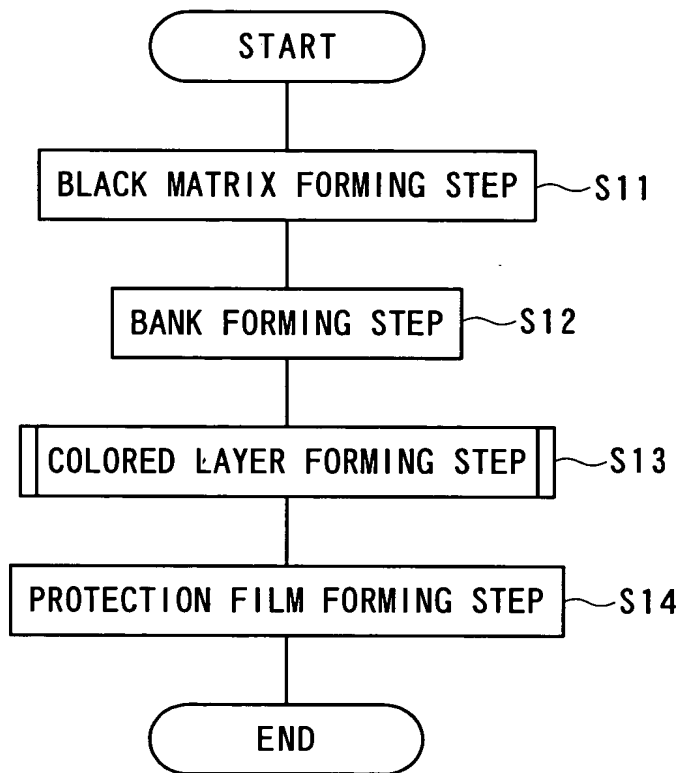 START
BLACK MATRIX FORMING STEP S11
BANK FORMING STEP S12
COLORED LAYER FORMING STEP S13
PROTECTION FILM FORMING STEP S14
END